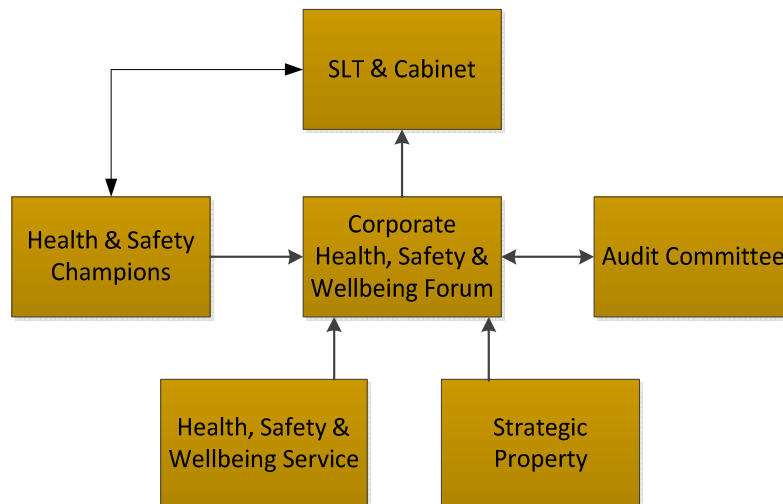 SLT & Cabinet
Health & Safety
Champions
Corporate
Health, Safety &
Wellbeing Forum
Audit Committee
Health, Safety &
Wellbeing Service
Strategic
Property